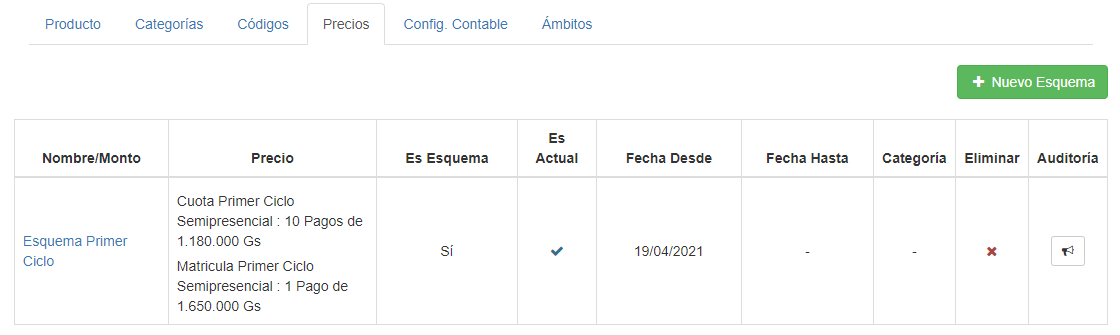 Producto Categorías Códigos Precios Config. Contable Ámbitos
Nuevo Esquema
Nombre/Monto Precio Es Esquema Es Actual Fecha Desde Fecha Hasta Categoría Eliminar Auditoría
Esquema Primer
Ciclo
Cuota Primer Ciclo
Semipresencial : 10 Pagos de
1.180.000 Gs
Matricula Primer Ciclo
Semipresencial : 1 Pago de
1.650.000 Gs
Sí
19/04/2021
-
-